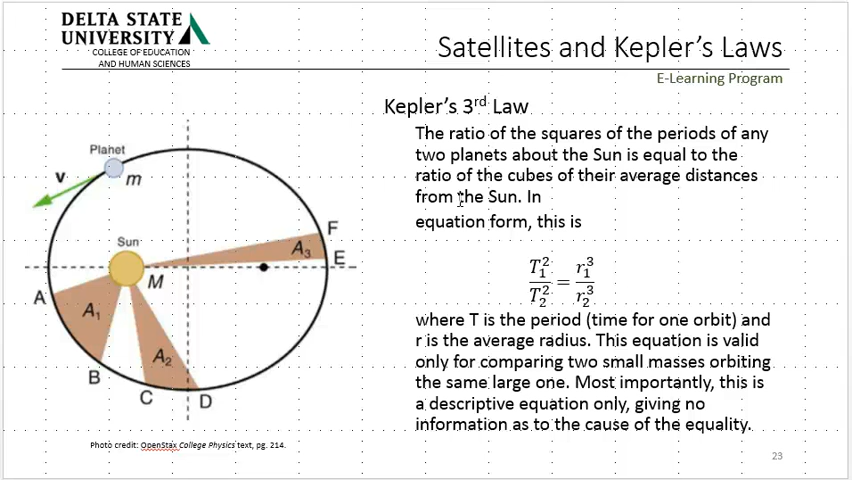 DELTA STATE
UNIVERSITY
COLLEGE OF EDUCATION
AND HUMAN SCIENCES
Satellites and Kepler's Laws
E-Learning Program
Kepler's 3rd Law
The ratio of the squares of the periods of any
two planets about the Sun is equal to the
ratio of the cubes of their average distances
from the Sun. In
equation form, this is
T₁²/T₂² = r₁³/r₂³
where T is the period (time for one orbit) and
r is the average radius. This equation is valid
only for comparing two small masses orbiting
the same large one. Most importantly, this is
a descriptive equation only, giving no
information as to the cause of the equality.
Planet
v
m
Sun
M
F
E
A₃
A
A₁
A₂
B
C
D
Photo credit: OpenStax College Physics text, pg. 214.
23